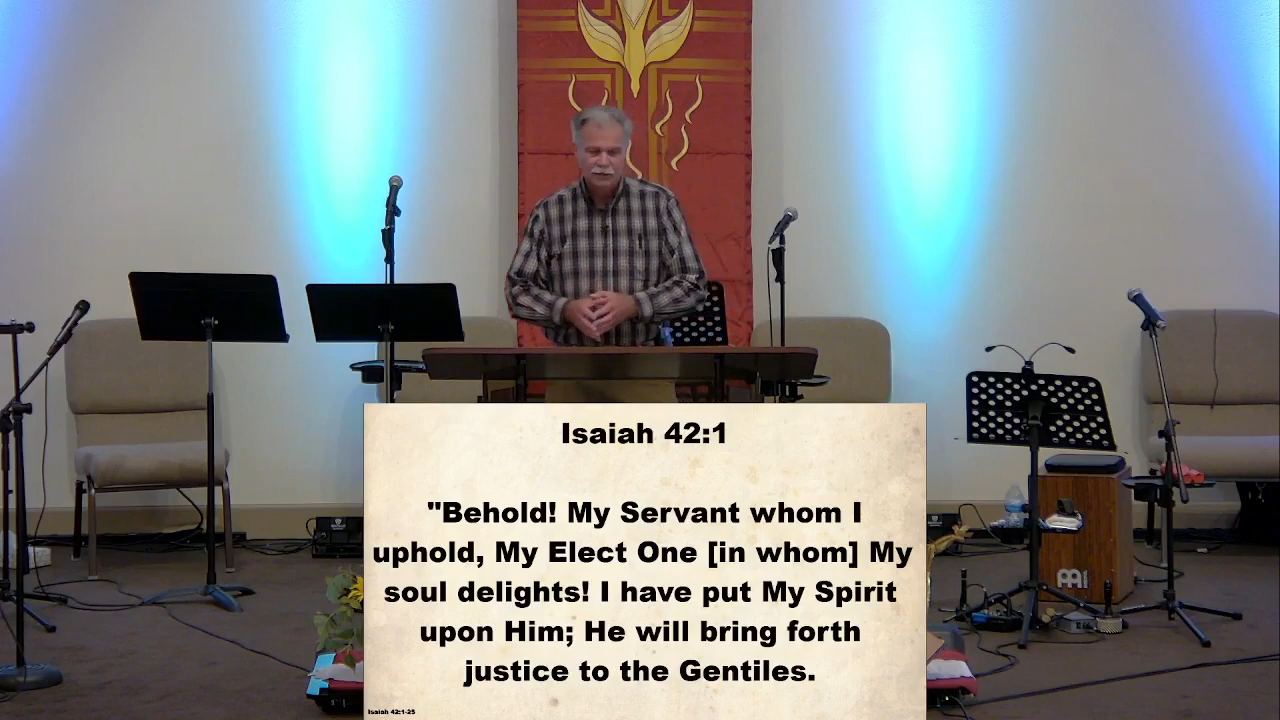 Isaiah 42:1
"Behold! My Servant whom I
uphold, My Elect One [in whom] My
soul delights! I have put My Spirit
upon Him; He will bring forth
justice to the Gentiles.
Isaiah 42:1-25